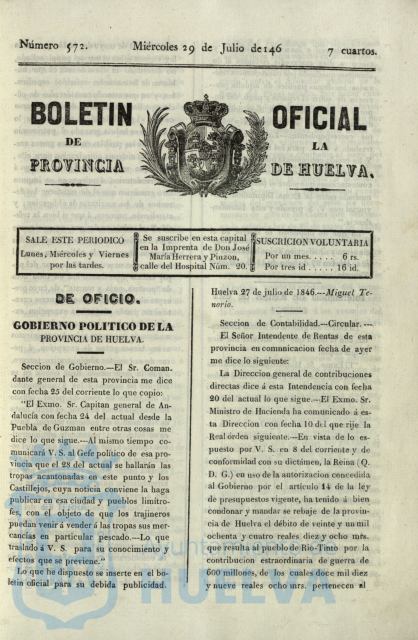 Número 572.
Miércoles 29 de Julio de 146
7 cuartos.
BOLETIN
OFICIAL
DE
LA
PROVINCIA
DE HUELVA.
SALE ESTE PERIODICO
Lunes, Miércoles y Viernes
por las tardes.
Se suscribe en esta capital
en la Imprenta de Don José
María Herrera y Pinzon,
calle del Hospital Núm. 20.
SUSCRICION VOLUNTARIA
Por un mes. . . . . 6 rs.
Por tres id . . . . . 16 id.
DE OFICIO.
GOBIERNO POLITICO DE LA
PROVINCIA DE HUELVA.
Seccion de Gobierno.—El Sr. Coman.
dante general de esta provincia me dice
con fecha 25 del corriente lo que copio:
"El Exmo. Sr. Capitan general de An-
dalucía con fecha 24 del actual desde la
Puebla de Guzman entre otras cosas me
dice lo que sigue.—Al mismo tiempo co-
municará V. S. al Gefe político de esa pro-
vincia que el 28 del actual se hallarán las
tropas acantonadas en este punto y los
Castillejos, cuya noticia conviene la haga
publicar en esa ciudad y pueblos limitro-
fes, con el objeto de que los trajineros
puedan venir á vender á las tropas sus mer-
cancías en particular pescado.—Lo que
traslado á V. S. para su conocimiento y
efectos que se previene."
Lo que he dispuesto se inserte en el bo-
letin oficial para su debida publicidad.
Huelva 27 de julio de 1846.—Miguel Te-
norio.
Seccion de Contabilidad.—Circular. —
El Señor Intendente de Rentas de esta
provincia en comunicacion fecha de ayer
me dice lo siguiente:
La Direccion general de contribuciones
directas dice á esta Intendencia con fecha
20 del actual lo que sigue.—El Exmo. Sr.
Ministro de Hacienda ha comunicado á es-
ta Direccion con fecha 10 del que rije la
Real órden siguiente.—En vista de lo es-
puesto por V. S. en 8 del corriente y de
conformidad con su dictámen, la Reina (Q.
D. G.) en uso de la autorizacion concedida
al Gobierno por el artículo 14 de la ley
de presupuestos vigente, ha tenido á bien
condonar y mandar se rebaje de la provin-
cia de Huelva el débito de veinte y un mil
ochenta y cuatro reales diez y ocho mrs.
que resulta al pueblo de Rio-Tinto por la
contribucion estraordinaria de guerra de
600 millones, de los cuales doce mil diez
y nueve reales ocho mrs. pertenecen al
HUELVA